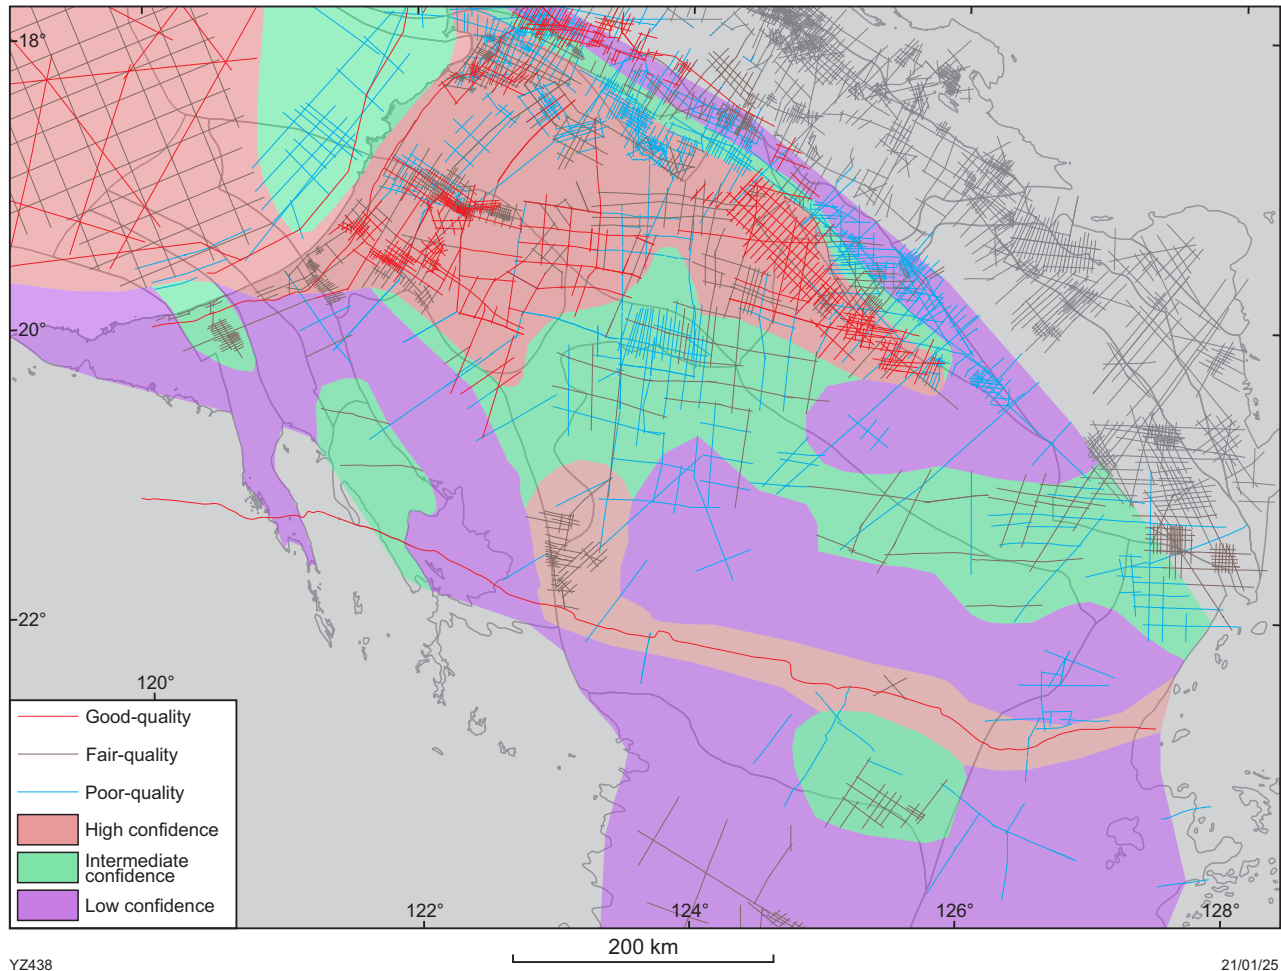 18°
20°
22°
120°
Good-quality
Fair-quality
Poor-quality
High confidence
Intermediate
confidence
Low confidence
122°
124°
126°
128°
200 km
YZ438
21/01/25